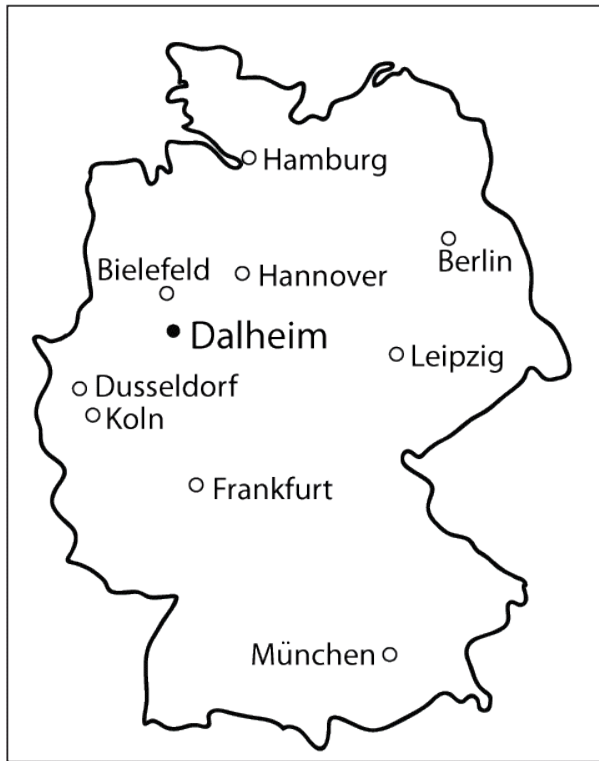 Hamburg
Berlin
Bielefeld
Hannover
Dalheim
Leipzig
Dusseldorf
Koln
Frankfurt
München